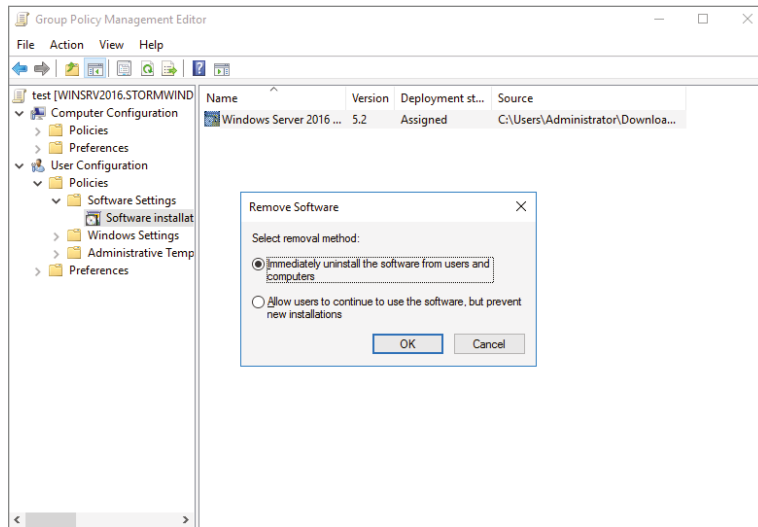 Group Policy Management Editor
File Action View Help
test [WINSRV2016.STORMWIND
Computer Configuration
Policies
Preferences
User Configuration
Policies
Software Settings
Software installat
Windows Settings
Administrative Temp
Preferences
Name Version Deployment st... Source
Windows Server 2016 ... 5.2 Assigned C:\Users\Administrator\Downloa...
Remove Software
Select removal method:
Immediately uninstall the software from users and
computers
Allow users to continue to use the software, but prevent
new installations
OK Cancel